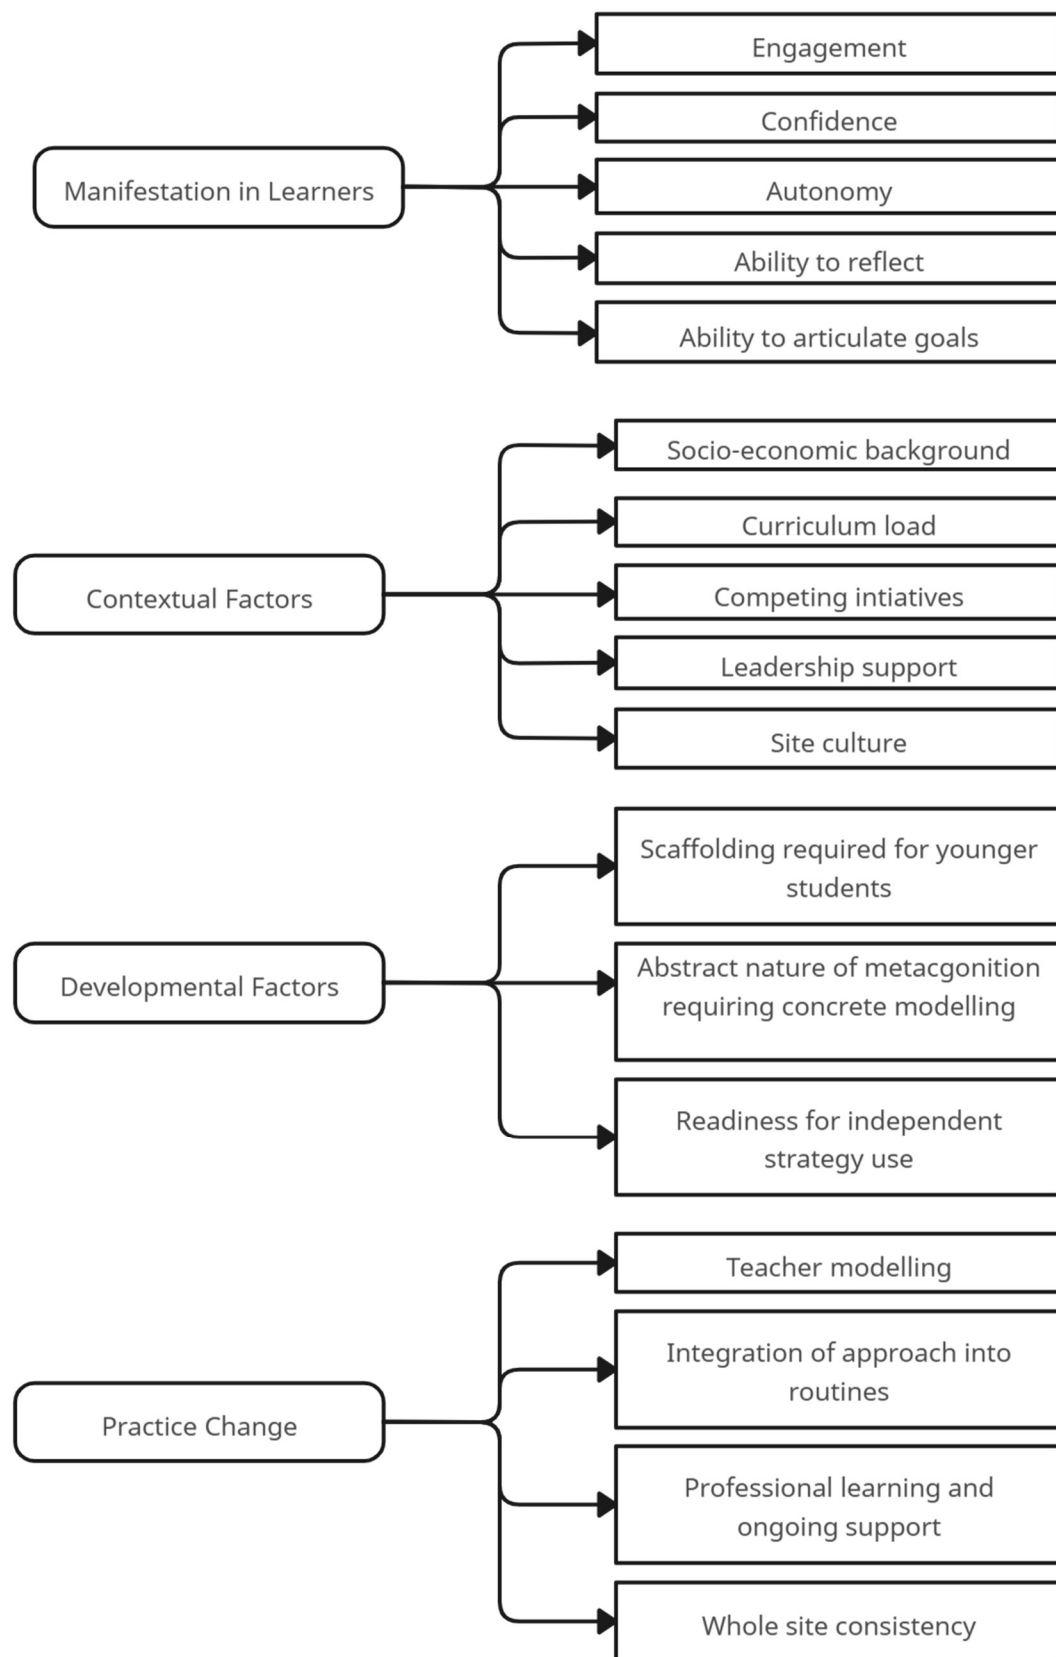 Manifestation in Learners
Engagement
Confidence
Autonomy
Ability to reflect
Ability to articulate goals
Contextual Factors
Socio-economic background
Curriculum load
Competing intiatives
Leadership support
Site culture
Developmental Factors
Scaffolding required for younger
students
Abstract nature of metacgonition
requiring concrete modelling
Readiness for independent
strategy use
Practice Change
Teacher modelling
Integration of approach into
routines
Professional learning and
ongoing support
Whole site consistency